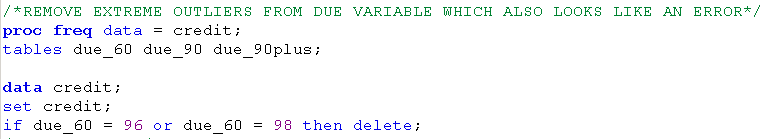 /*REMOVE EXTREME OUTLIERS FROM DUE VARIABLE WHICH ALSO LOOKS LIKE AN ERROR*/
proc freq data = credit;
tables due_60 due_90 due_90plus;
data credit;
set credit;
if due_60 = 96 or due_60 = 98 then delete;